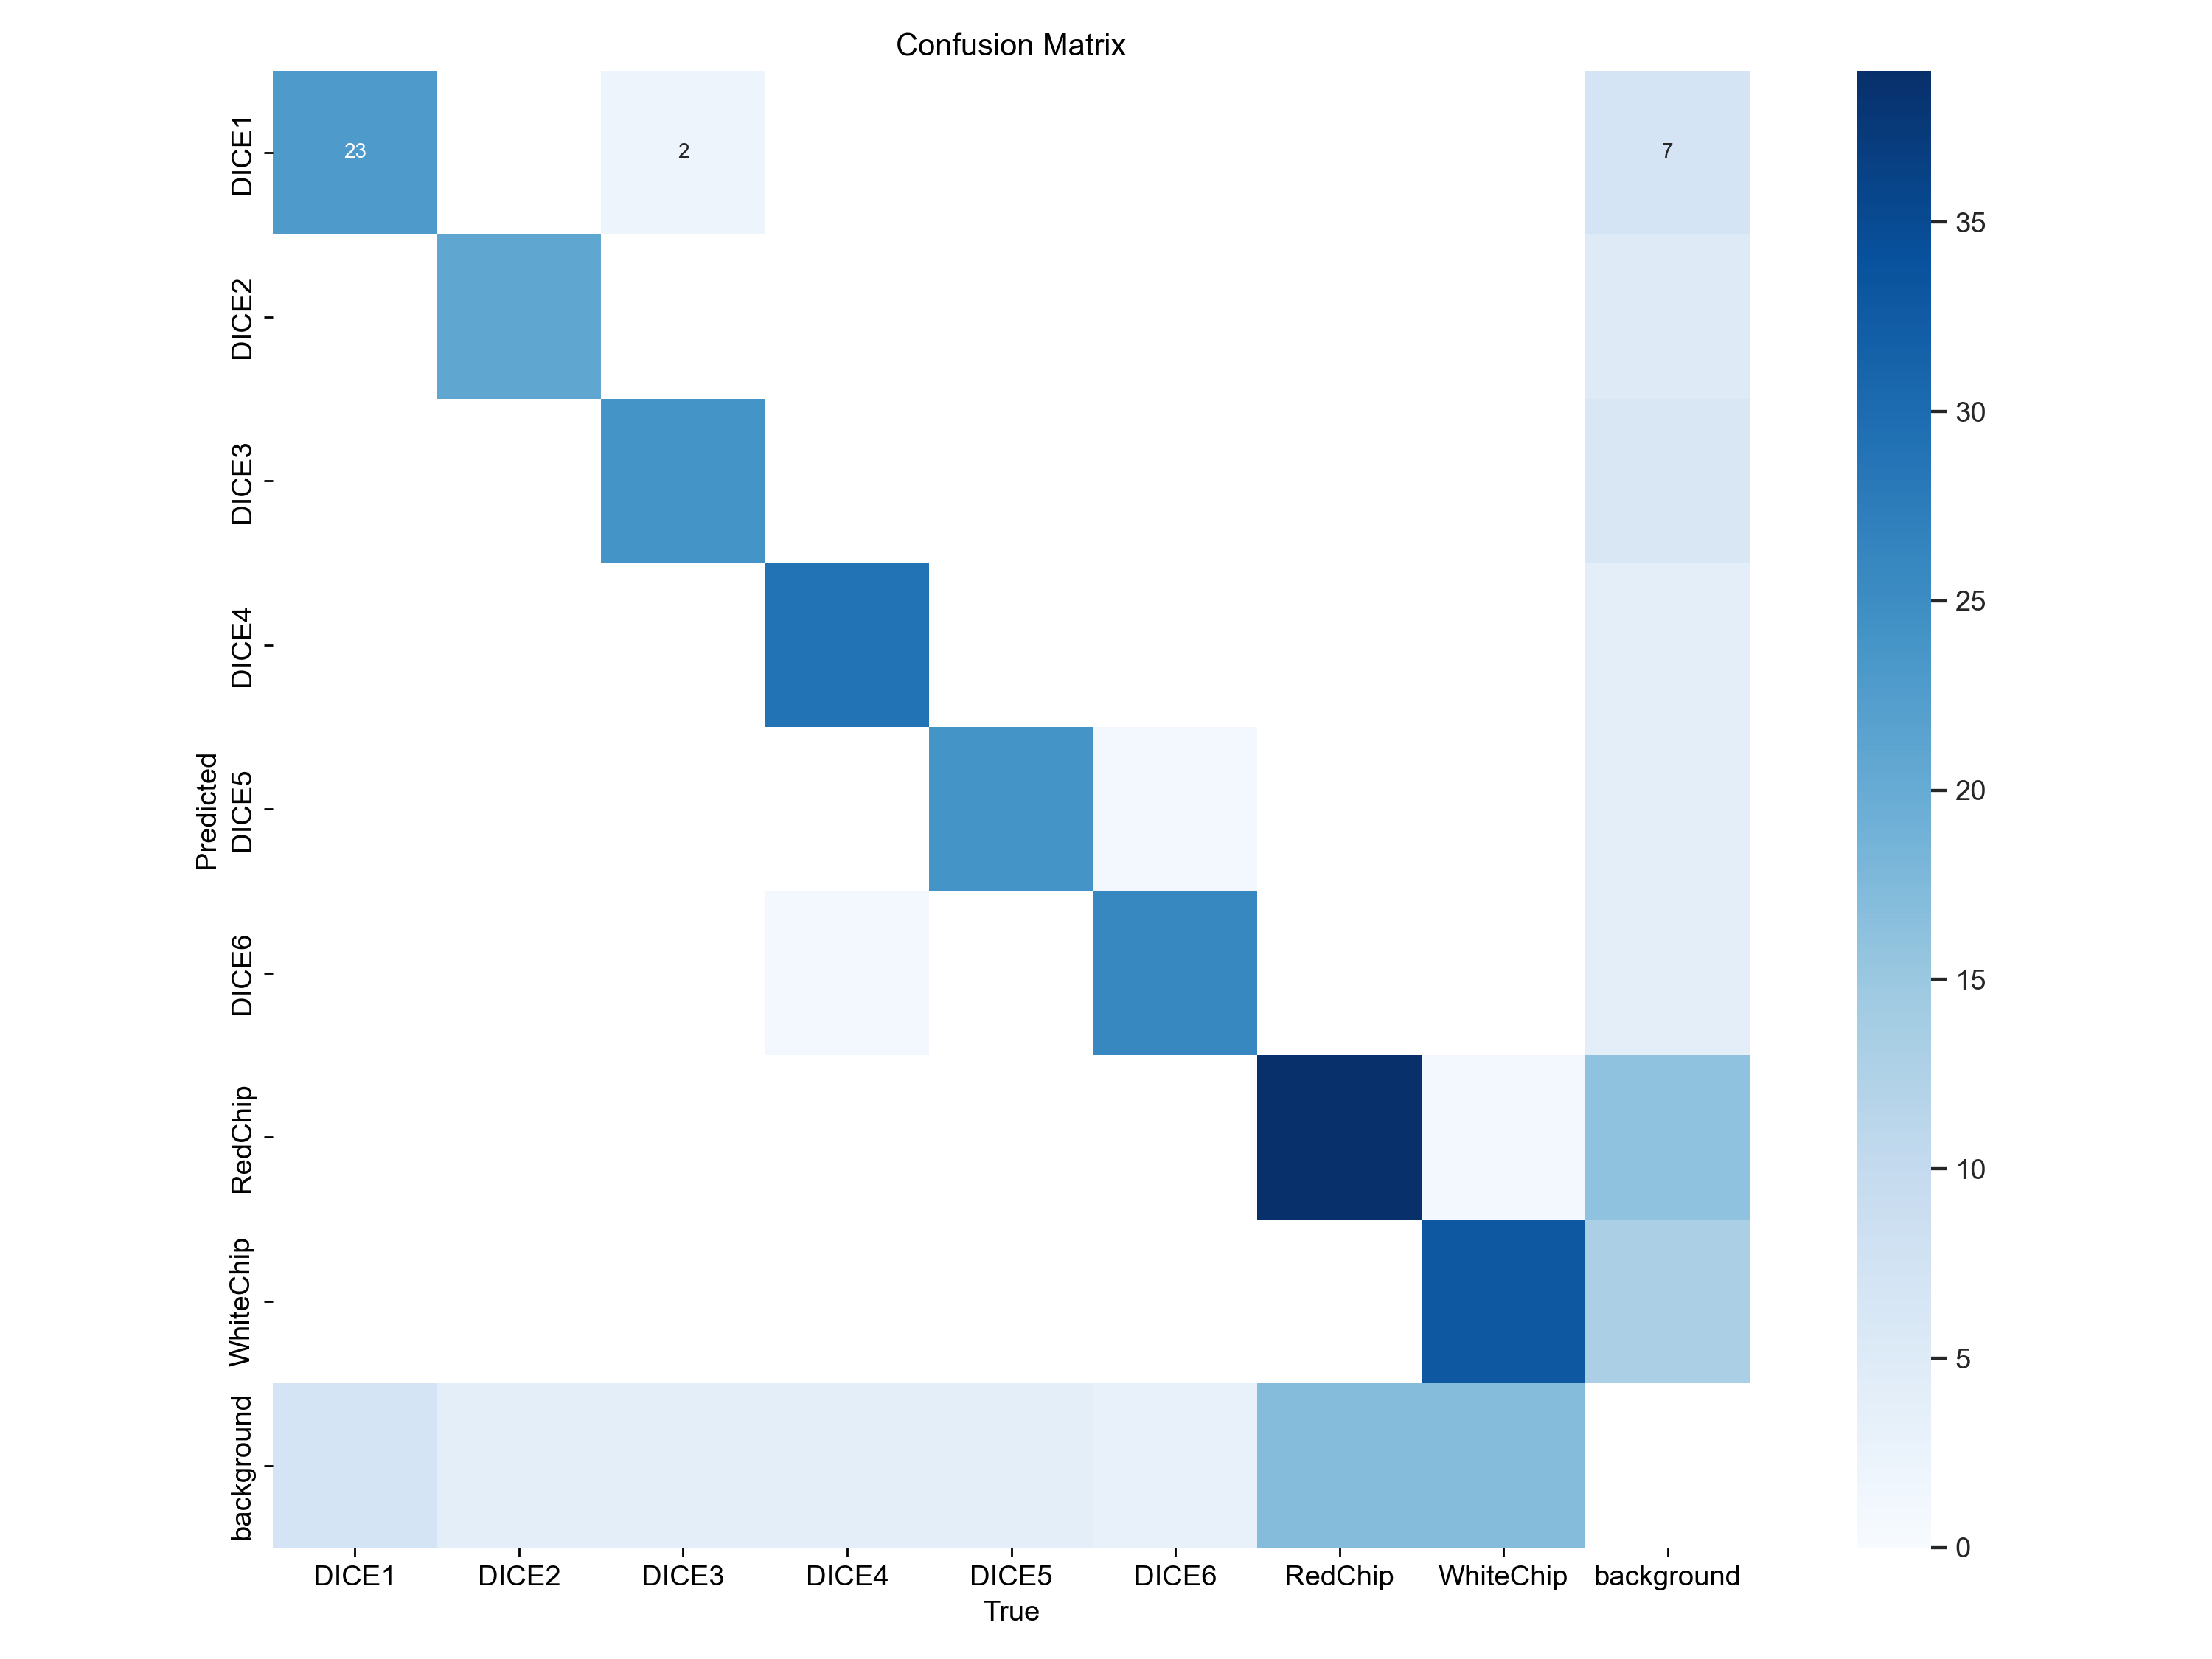 Confusion Matrix
DICE1
DICE2
DICE3
DICE4
DICE5
DICE6
RedChip
WhiteChip
background
Predicted
23
2
7
DICE1
DICE2
DICE3
DICE4
DICE5
DICE6
RedChip
WhiteChip
background
True
35
30
25
20
15
10
5
0